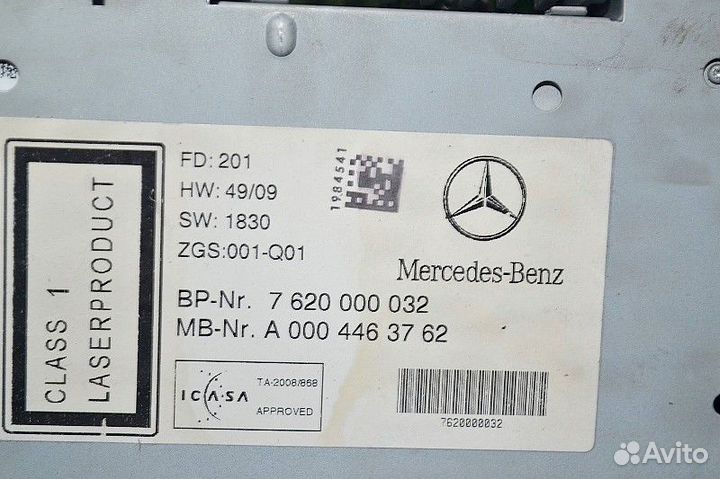 CLASS 1
LASERPRODUCT
FD: 201
HW: 49/09
SW: 1830
ZGS:001-Q01
1984541
Mercedes-Benz
BP-Nr. 7 620 000 032
MB-Nr. A 000 446 37 62
ICASA
TA-2008/868
APPROVED
7620000032
Avito